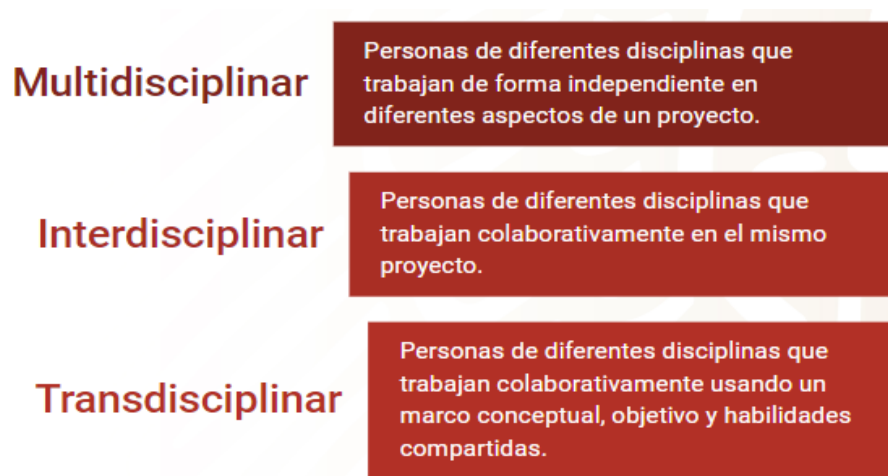 Multidisciplinar
Personas de diferentes disciplinas que
trabajan de forma independiente en
diferentes aspectos de un proyecto.
Interdisciplinar
Personas de diferentes disciplinas que
trabajan colaborativamente en el mismo
proyecto.
Transdisciplinar
Personas de diferentes disciplinas que
trabajan colaborativamente usando un
marco conceptual, objetivo y habilidades
compartidas.